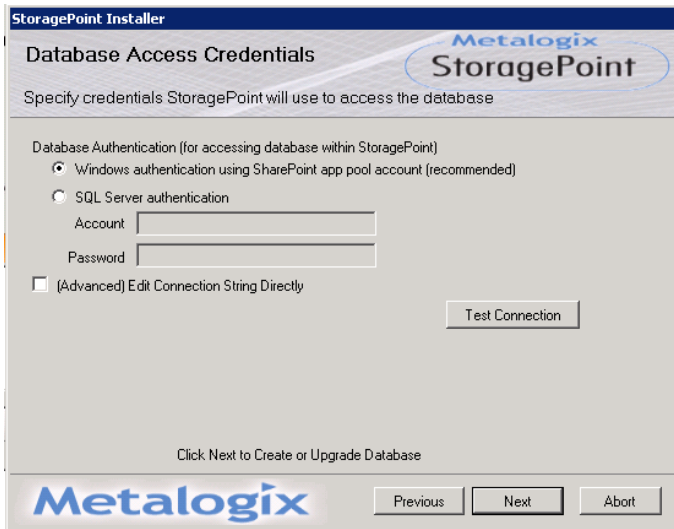 StoragePoint Installer
Database Access Credentials
Metalogix
StoragePoint
Specify credentials StoragePoint will use to access the database
Database Authentication (for accessing database within StoragePoint)
Windows authentication using SharePoint app pool account (recommended)
SQL Server authentication
Account
Password
(Advanced) Edit Connection String Directly
Test Connection
Click Next to Create or Upgrade Database
Metalogix
Previous
Next
Abort